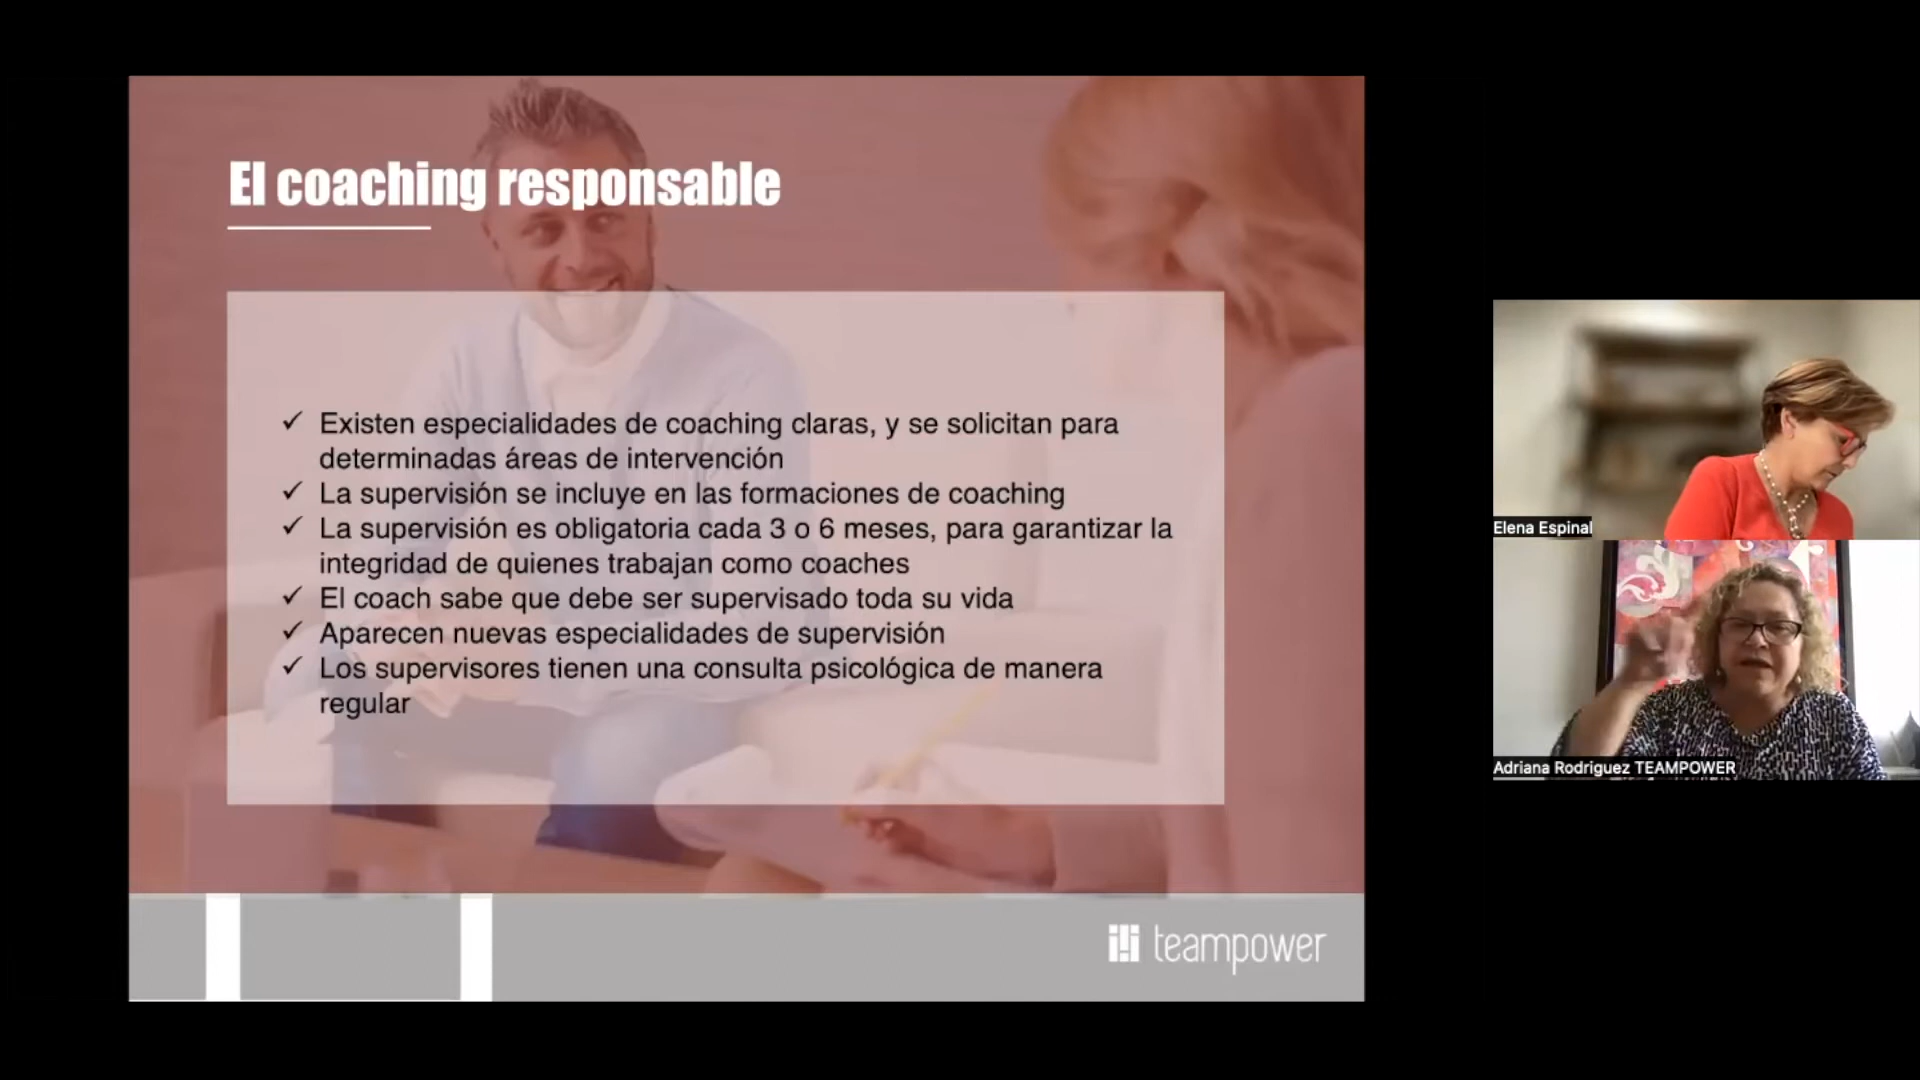 El coaching responsable
✓ Existen especialidades de coaching claras, y se solicitan para
determinadas áreas de intervención
✓ La supervisión se incluye en las formaciones de coaching
✓ La supervisión es obligatoria cada 3 o 6 meses, para garantizar la
integridad de quienes trabajan como coaches
✓ El coach sabe que debe ser supervisado toda su vida
✓ Aparecen nuevas especialidades de supervisión
✓ Los supervisores tienen una consulta psicológica de manera
regular
teampower
Elena Espinal
Adriana Rodriguez TEAMPOWER